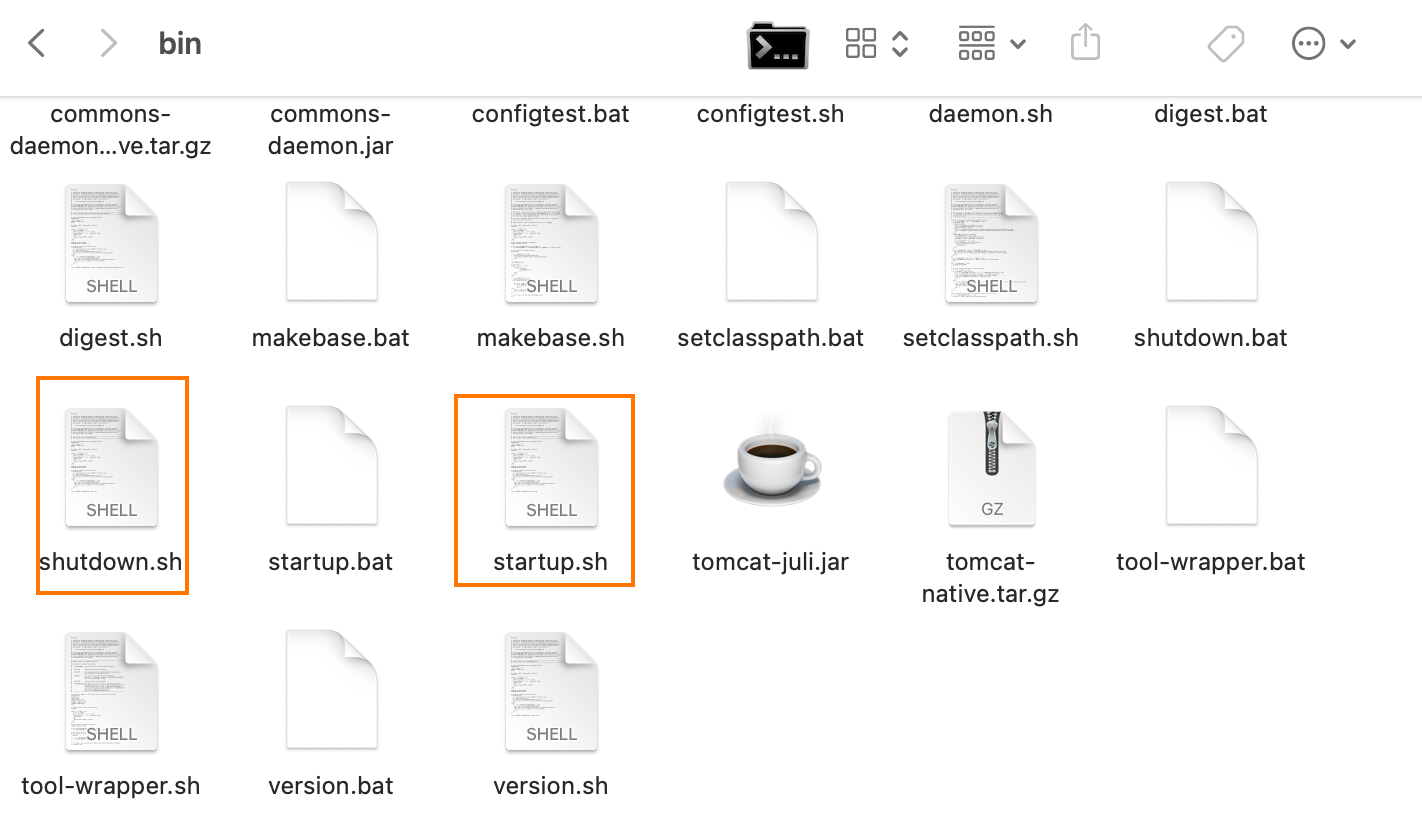 bin
commons-
daemon...ve.tar.gz
commons-
daemon.jar
configtest.bat
configtest.sh
daemon.sh
digest.bat
SHELL
SHELL
SHELL
digest.sh
makebase.bat
makebase.sh
setclasspath.bat
setclasspath.sh
shutdown.bat
SHELL
SHELL
GZ
shutdown.sh
startup.bat
startup.sh
tomcat-juli.jar
tomcat-
native.tar.gz
tool-wrapper.bat
SHELL
SHELL
tool-wrapper.sh
version.bat
version.sh